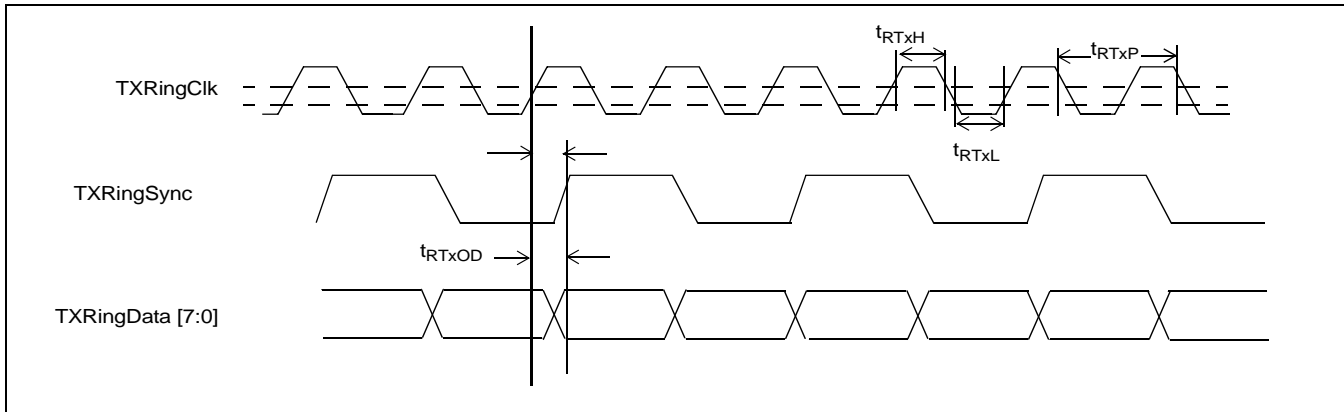 tRTxH
tRTxP
TXRingClk
tRTxL
TXRingSync
tRTxOD
TXRingData [7:0]